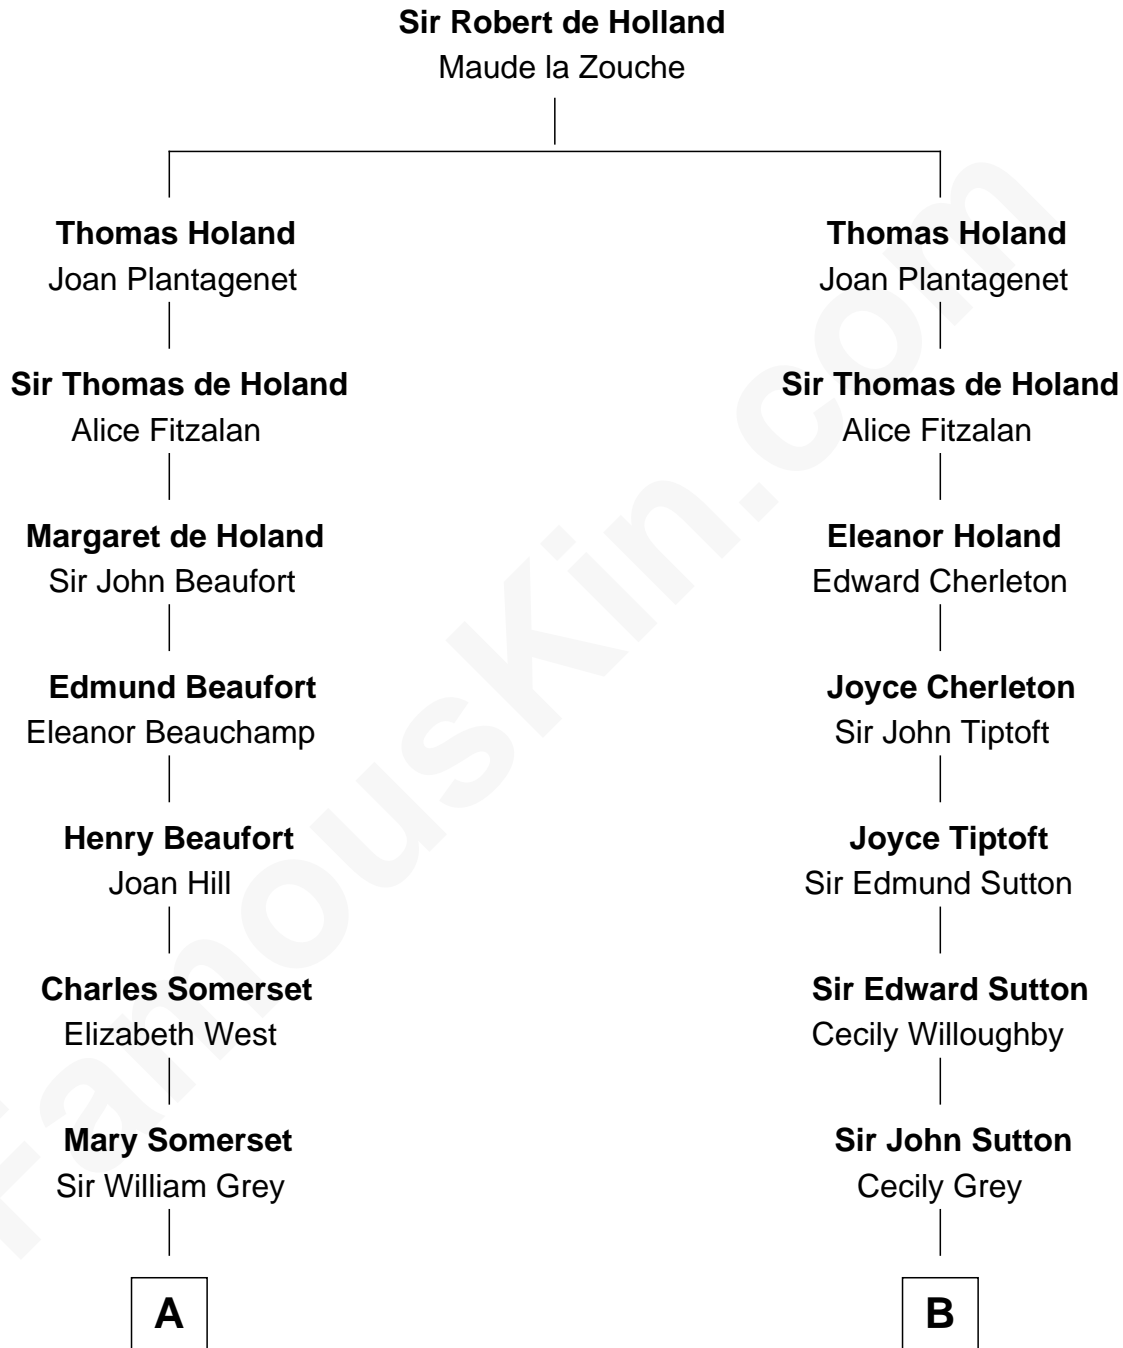 Sir Robert de Holland
Maude la Zouche
Thomas Holand
Joan Plantagenet
Sir Thomas de Holand
Alice Fitzalan
Margaret de Holand
Sir John Beaufort
Edmund Beaufort
Eleanor Beauchamp
Henry Beaufort
Joan Hill
Charles Somerset
Elizabeth West
Mary Somerset
Sir William Grey
A
Thomas Holand
Joan Plantagenet
Sir Thomas de Holand
Alice Fitzalan
Eleanor Holand
Edward Cherleton
Joyce Cherleton
Sir John Tiptoft
Joyce Tiptoft
Sir Edmund Sutton
Sir Edward Sutton
Cecily Willoughby
Sir John Sutton
Cecily Grey
B
FamousKin.com